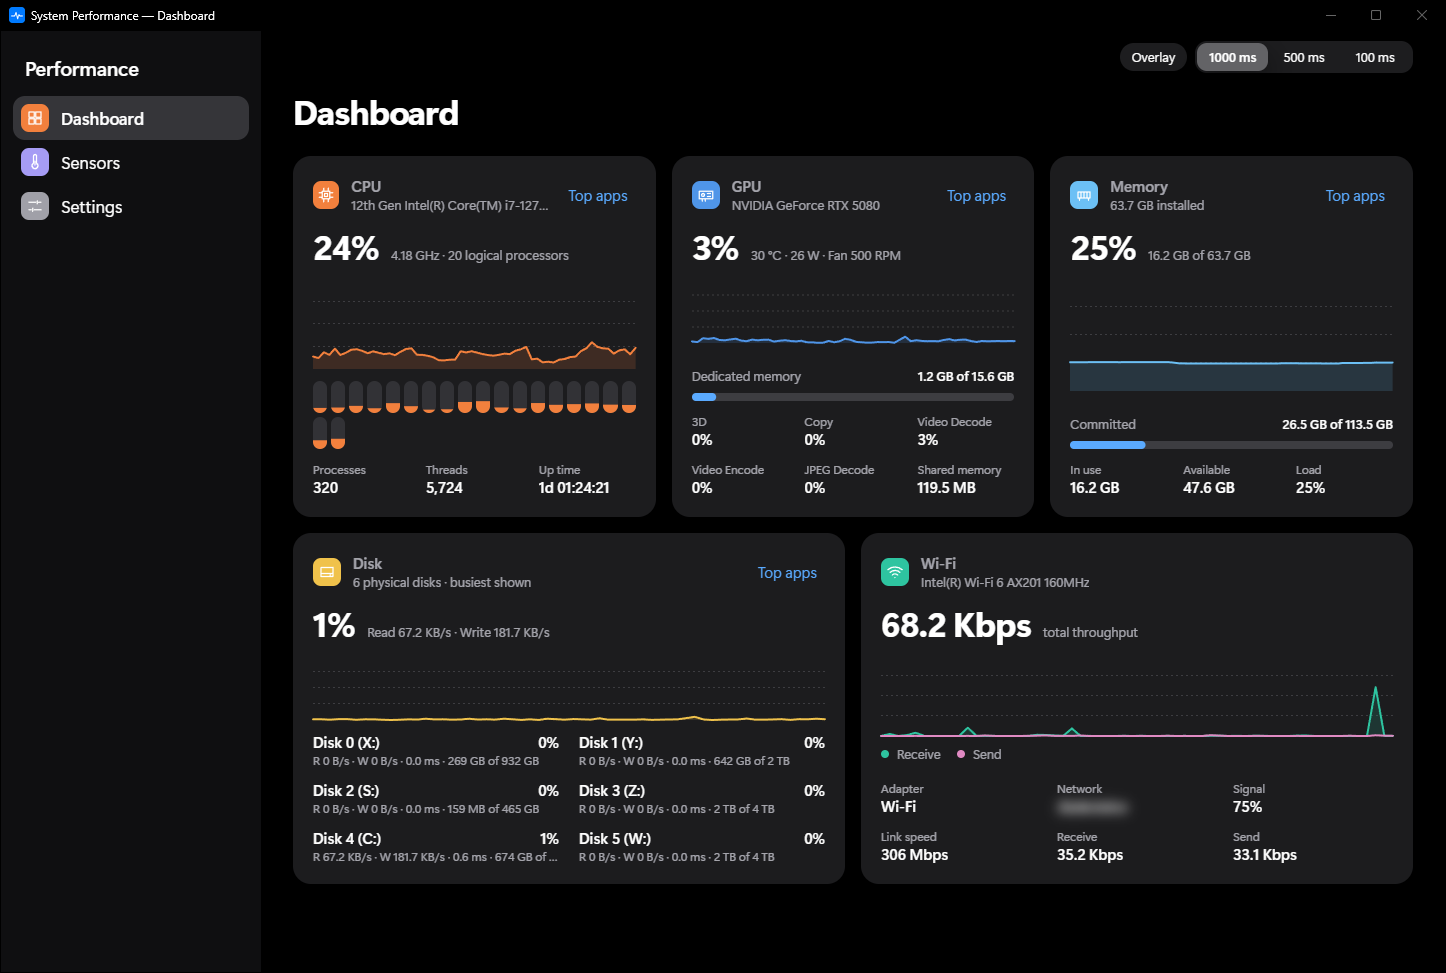 System Performance — Dashboard
Performance
Dashboard
Sensors
Settings
Overlay
1000 ms
500 ms
100 ms
Dashboard
CPU
12th Gen Intel(R) Core(TM) i7-127...
Top apps
24%
4.18 GHz · 20 logical processors
Processes
Threads
Up time
320
5,724
1d 01:24:21
GPU
NVIDIA GeForce RTX 5080
Top apps
3%
30 °C · 26 W · Fan 500 RPM
Dedicated memory
1.2 GB of 15.6 GB
3D
Copy
Video Decode
0%
0%
3%
Video Encode
JPEG Decode
Shared memory
0%
0%
119.5 MB
Memory
63.7 GB installed
Top apps
25%
16.2 GB of 63.7 GB
Committed
26.5 GB of 113.5 GB
In use
Available
Load
16.2 GB
47.6 GB
25%
Disk
6 physical disks · busiest shown
Top apps
1%
Read 67.2 KB/s · Write 181.7 KB/s
Disk 0 (X:)
0%
R 0 B/s · W 0 B/s · 0.0 ms · 269 GB of 932 GB
Disk 1 (Y:)
0%
R 0 B/s · W 0 B/s · 0.0 ms · 642 GB of 2 TB
Disk 2 (S:)
0%
R 0 B/s · W 0 B/s · 0.0 ms · 159 MB of 465 GB
Disk 3 (Z:)
0%
R 0 B/s · W 0 B/s · 0.0 ms · 2 TB of 4 TB
Disk 4 (C:)
1%
R 67.2 KB/s · W 181.7 KB/s · 0.6 ms · 674 GB of ...
Disk 5 (W:)
0%
R 0 B/s · W 0 B/s · 0.0 ms · 2 TB of 4 TB
Wi-Fi
Intel(R) Wi-Fi 6 AX201 160MHz
68.2 Kbps
total throughput
Receive
Send
Adapter
Network
Signal
Wi-Fi
75%
Link speed
Receive
Send
306 Mbps
35.2 Kbps
33.1 Kbps